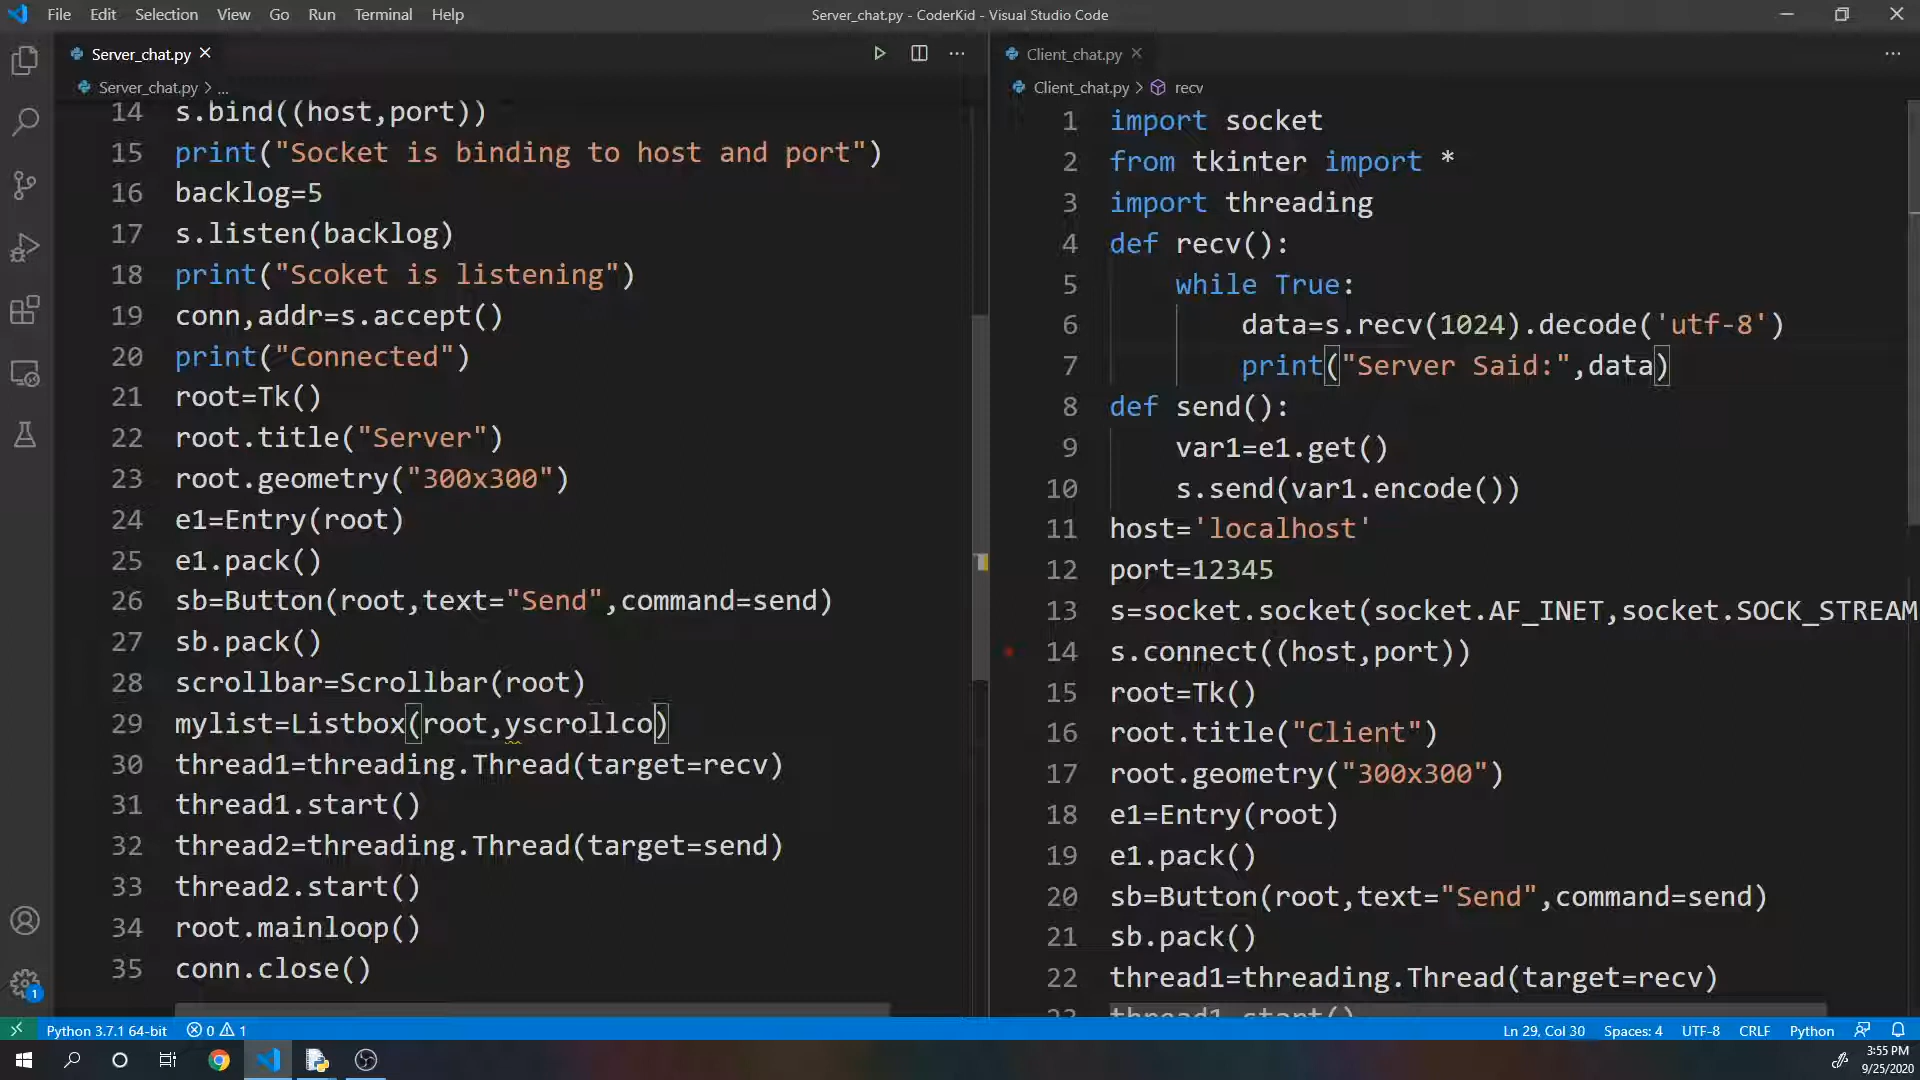 File Edit Selection View Go Run Terminal Help
Server_chat.py - CoderKid - Visual Studio Code
Server_chat.py
Server_chat.py > ...
14 s.bind((host,port))
15 print("Socket is binding to host and port")
16 backlog=5
17 s.listen(backlog)
18 print("Scoket is listening")
19 conn,addr=s.accept()
20 print("Connected")
21 root=Tk()
22 root.title("Server")
23 root.geometry("300x300")
24 e1=Entry(root)
25 e1.pack()
26 sb=Button(root,text="Send",command=send)
27 sb.pack()
28 scrollbar=Scrollbar(root)
29 mylist=Listbox(root,yscrollco)
30 thread1=threading.Thread(target=recv)
31 thread1.start()
32 thread2=threading.Thread(target=send)
33 thread2.start()
34 root.mainloop()
35 conn.close()
Client_chat.py
Client_chat.py > recv
1 import socket
2 from tkinter import *
3 import threading
4 def recv():
5 while True:
6 data=s.recv(1024).decode('utf-8')
7 print("Server Said:",data)
8 def send():
9 var1=e1.get()
10 s.send(var1.encode())
11 host='localhost'
12 port=12345
13 s=socket.socket(socket.AF_INET,socket.SOCK_STREAM
14 s.connect((host,port))
15 root=Tk()
16 root.title("Client")
17 root.geometry("300x300")
18 e1=Entry(root)
19 e1.pack()
20 sb=Button(root,text="Send",command=send)
21 sb.pack()
22 thread1=threading.Thread(target=recv)
23 thread1.start()
1
Python 3.7.1 64-bit 0 1
Ln 29, Col 30 Spaces: 4 UTF-8 CRLF Python
3:55 PM
9/25/2020